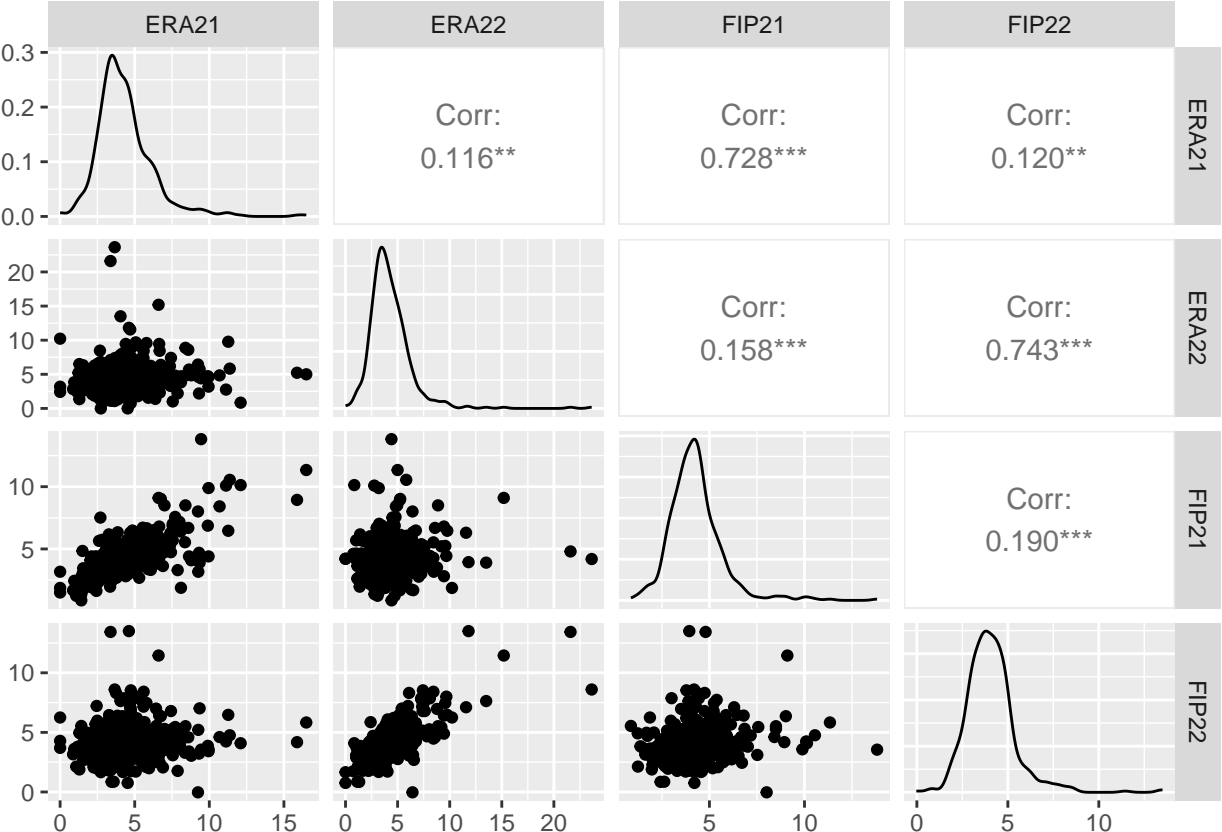 ERA21 ERA22 FIP21 FIP22
0.3
0.2
0.1
0.0
Corr:
0.116**
Corr:
0.728***
Corr:
0.120**
ERA21
20
15
10
5
0
Corr:
0.158***
Corr:
0.743***
ERA22
10
5
Corr:
0.190***
FIP21
10
5
0
FIP22
0 5 10 15 0 5 10 15 20 5 10 0 5 10